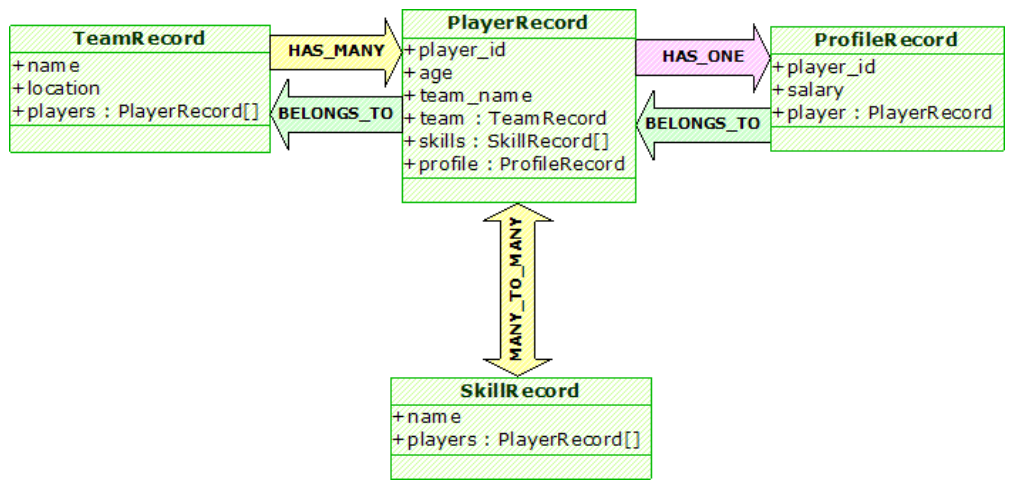 TeamRecord
+name
+location
+players : PlayerRecord[]
HAS_MANY
BELONGS_TO
PlayerRecord
+player_id
+age
+team_name
+team : TeamRecord
+skills : SkillRecord[]
+profile : ProfileRecord
HAS_ONE
BELONGS_TO
ProfileRecord
+player_id
+salary
+player : PlayerRecord
MANY_TO_MANY
SkillRecord
+name
+players : PlayerRecord[]